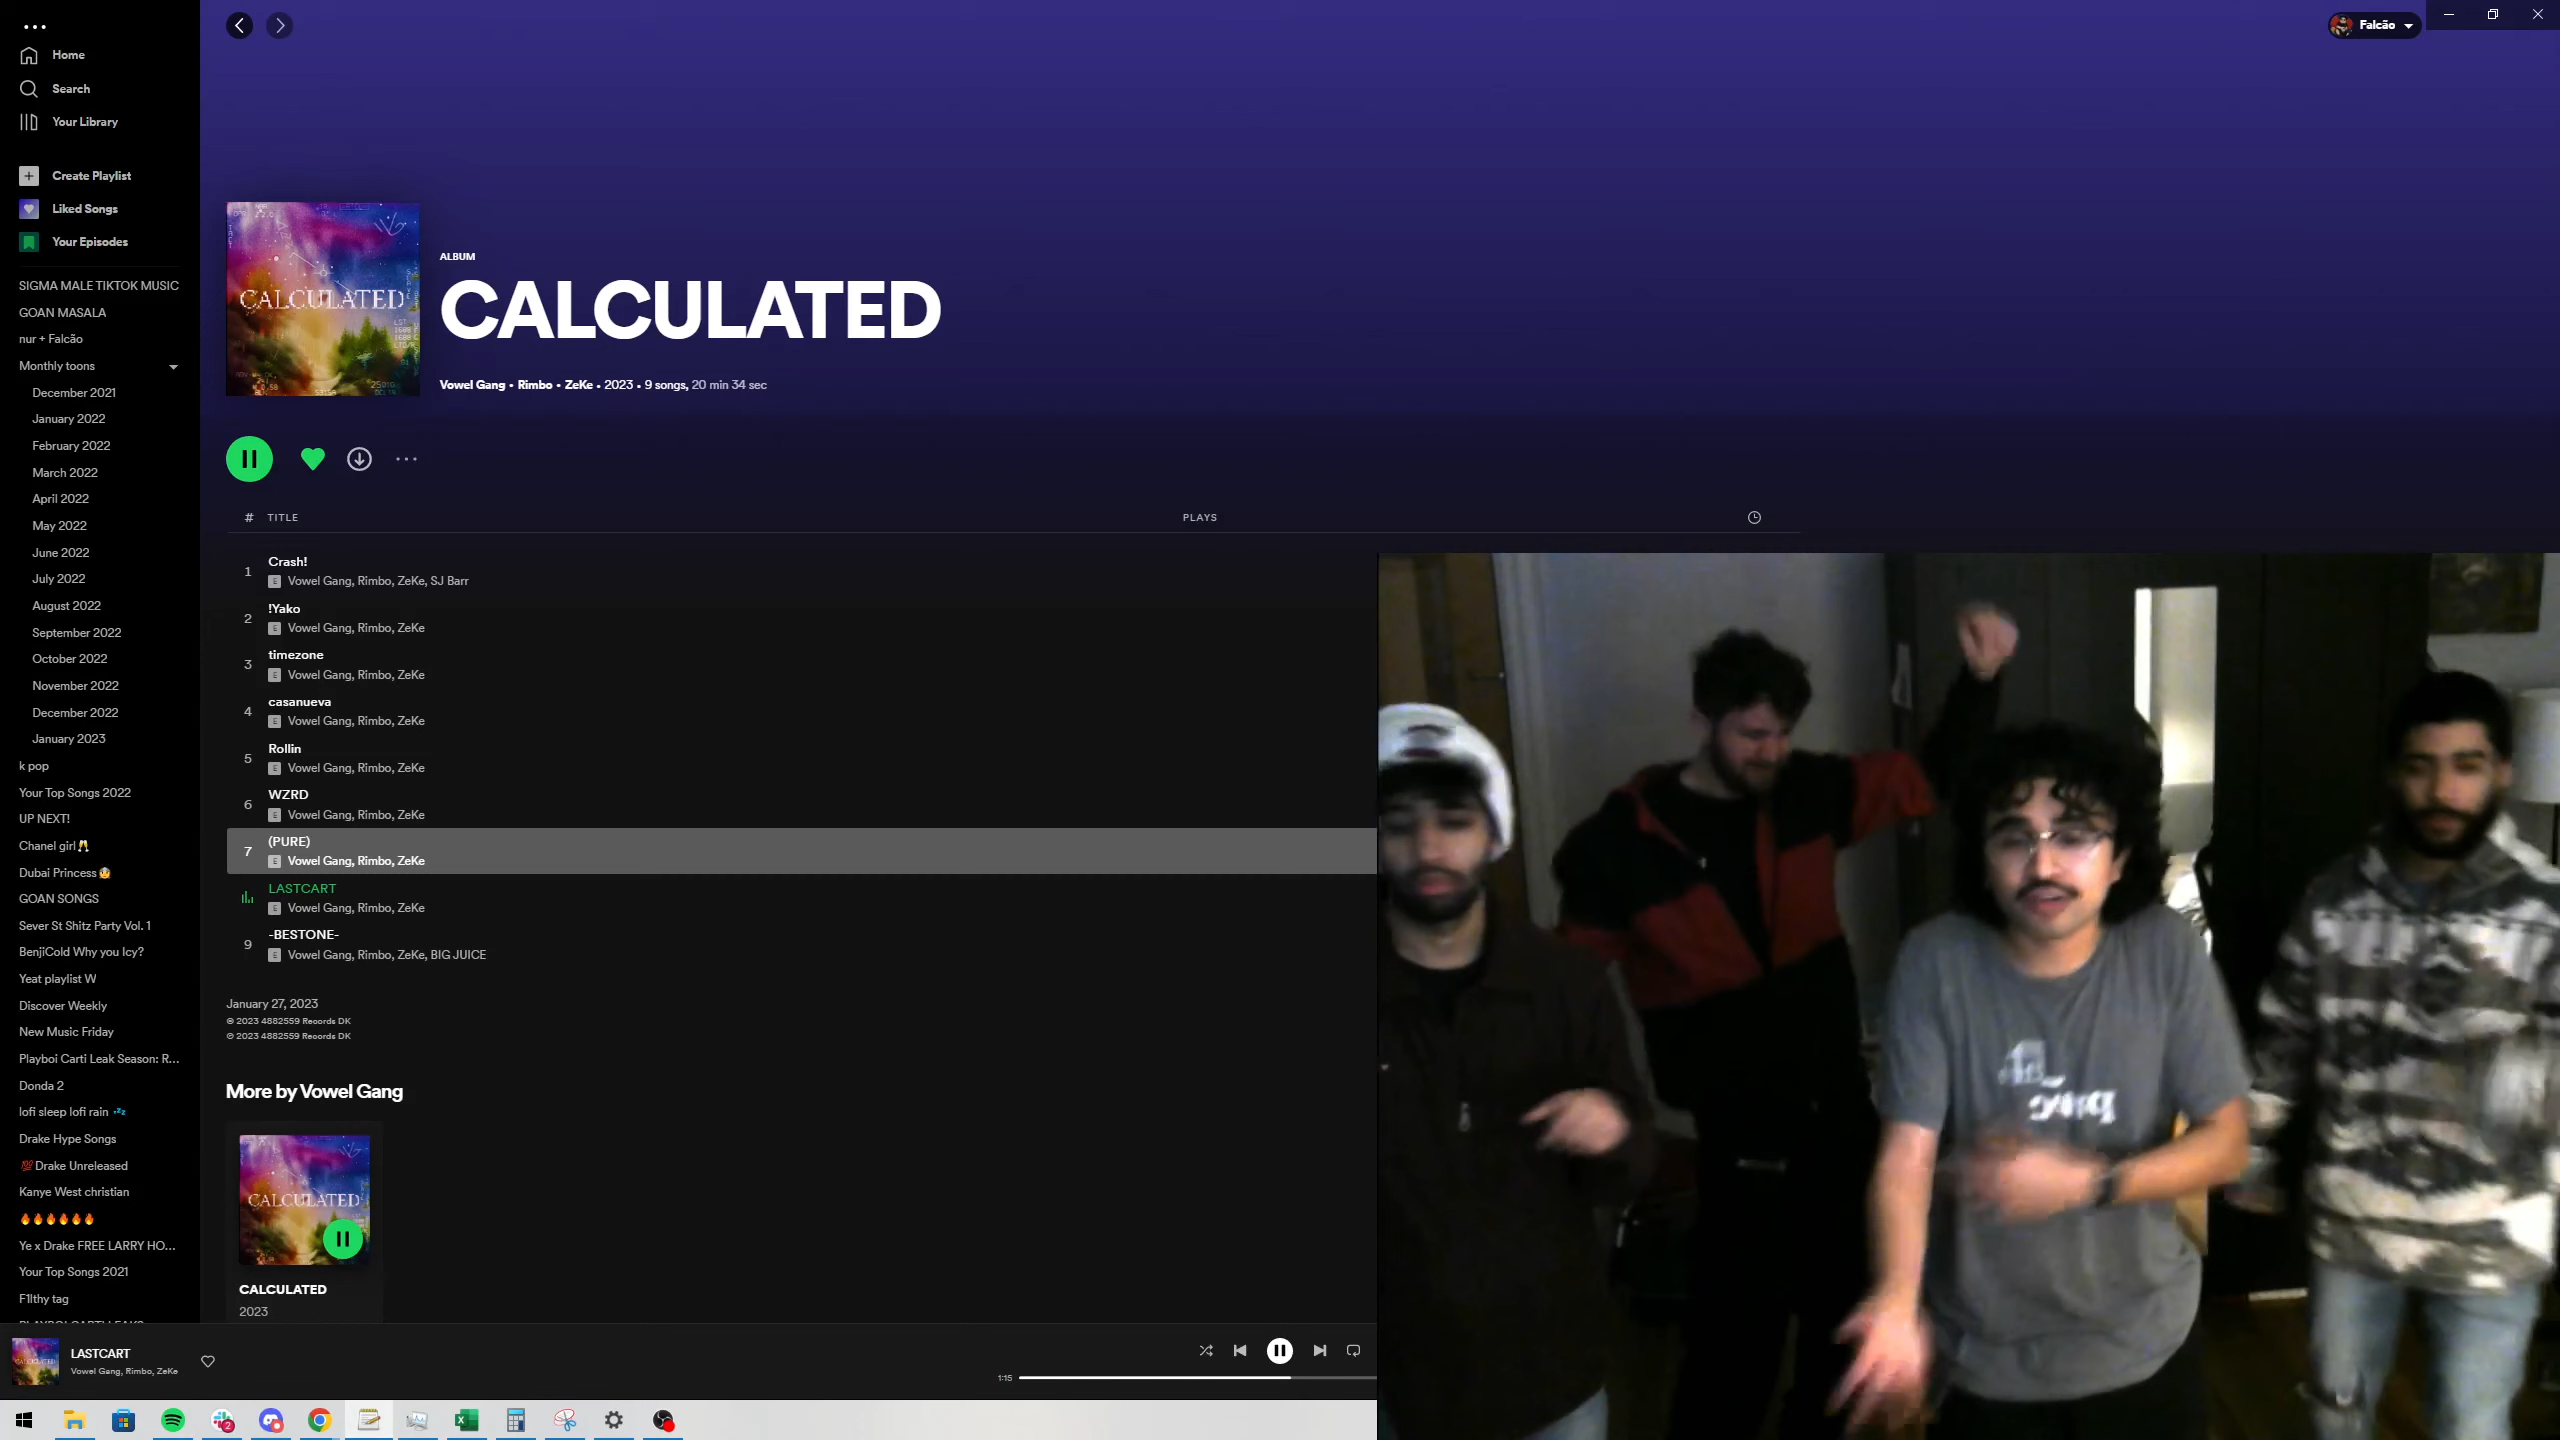 Home
Search
Your Library
Create Playlist
Liked Songs
Your Episodes
SIGMA MALE TIKTOK MUSIC
GOAN MASALA
nur + Falcão
Monthly toons
December 2021
January 2022
February 2022
March 2022
April 2022
May 2022
June 2022
July 2022
August 2022
September 2022
October 2022
November 2022
December 2022
January 2023
k pop
Your Top Songs 2022
UP NEXT!
Chanel girl🥂
Dubai Princess👰
GOAN SONGS
Sever St Shitz Party Vol. 1
BenjiCold Why you Icy?
Yeat playlist W
Discover Weekly
New Music Friday
Playboi Carti Leak Season: R...
Donda 2
lofi sleep lofi rain 💤
Drake Hype Songs
💯Drake Unreleased
Kanye West christian
🔥🔥🔥🔥🔥🔥
Ye x Drake FREE LARRY HO...
Your Top Songs 2021
F1lthy tag
Falcão
CALCULATED
ALBUM
CALCULATED
Vowel Gang • Rimbo • ZeKe • 2023 • 9 songs, 20 min 34 sec
# TITLE PLAYS
1 Crash!
E Vowel Gang, Rimbo, ZeKe, SJ Barr
2 !Yako
E Vowel Gang, Rimbo, ZeKe
3 timezone
E Vowel Gang, Rimbo, ZeKe
4 casanueva
E Vowel Gang, Rimbo, ZeKe
5 Rollin
E Vowel Gang, Rimbo, ZeKe
6 WZRD
E Vowel Gang, Rimbo, ZeKe
7 (PURE)
E Vowel Gang, Rimbo, ZeKe
LASTCART
E Vowel Gang, Rimbo, ZeKe
9 -BESTONE-
E Vowel Gang, Rimbo, ZeKe, BIG JUICE
January 27, 2023
© 2023 4882559 Records DK
℗ 2023 4882559 Records DK
More by Vowel Gang
CALCULATED
CALCULATED
2023
LASTCART
Vowel Gang, Rimbo, ZeKe
1:15
2